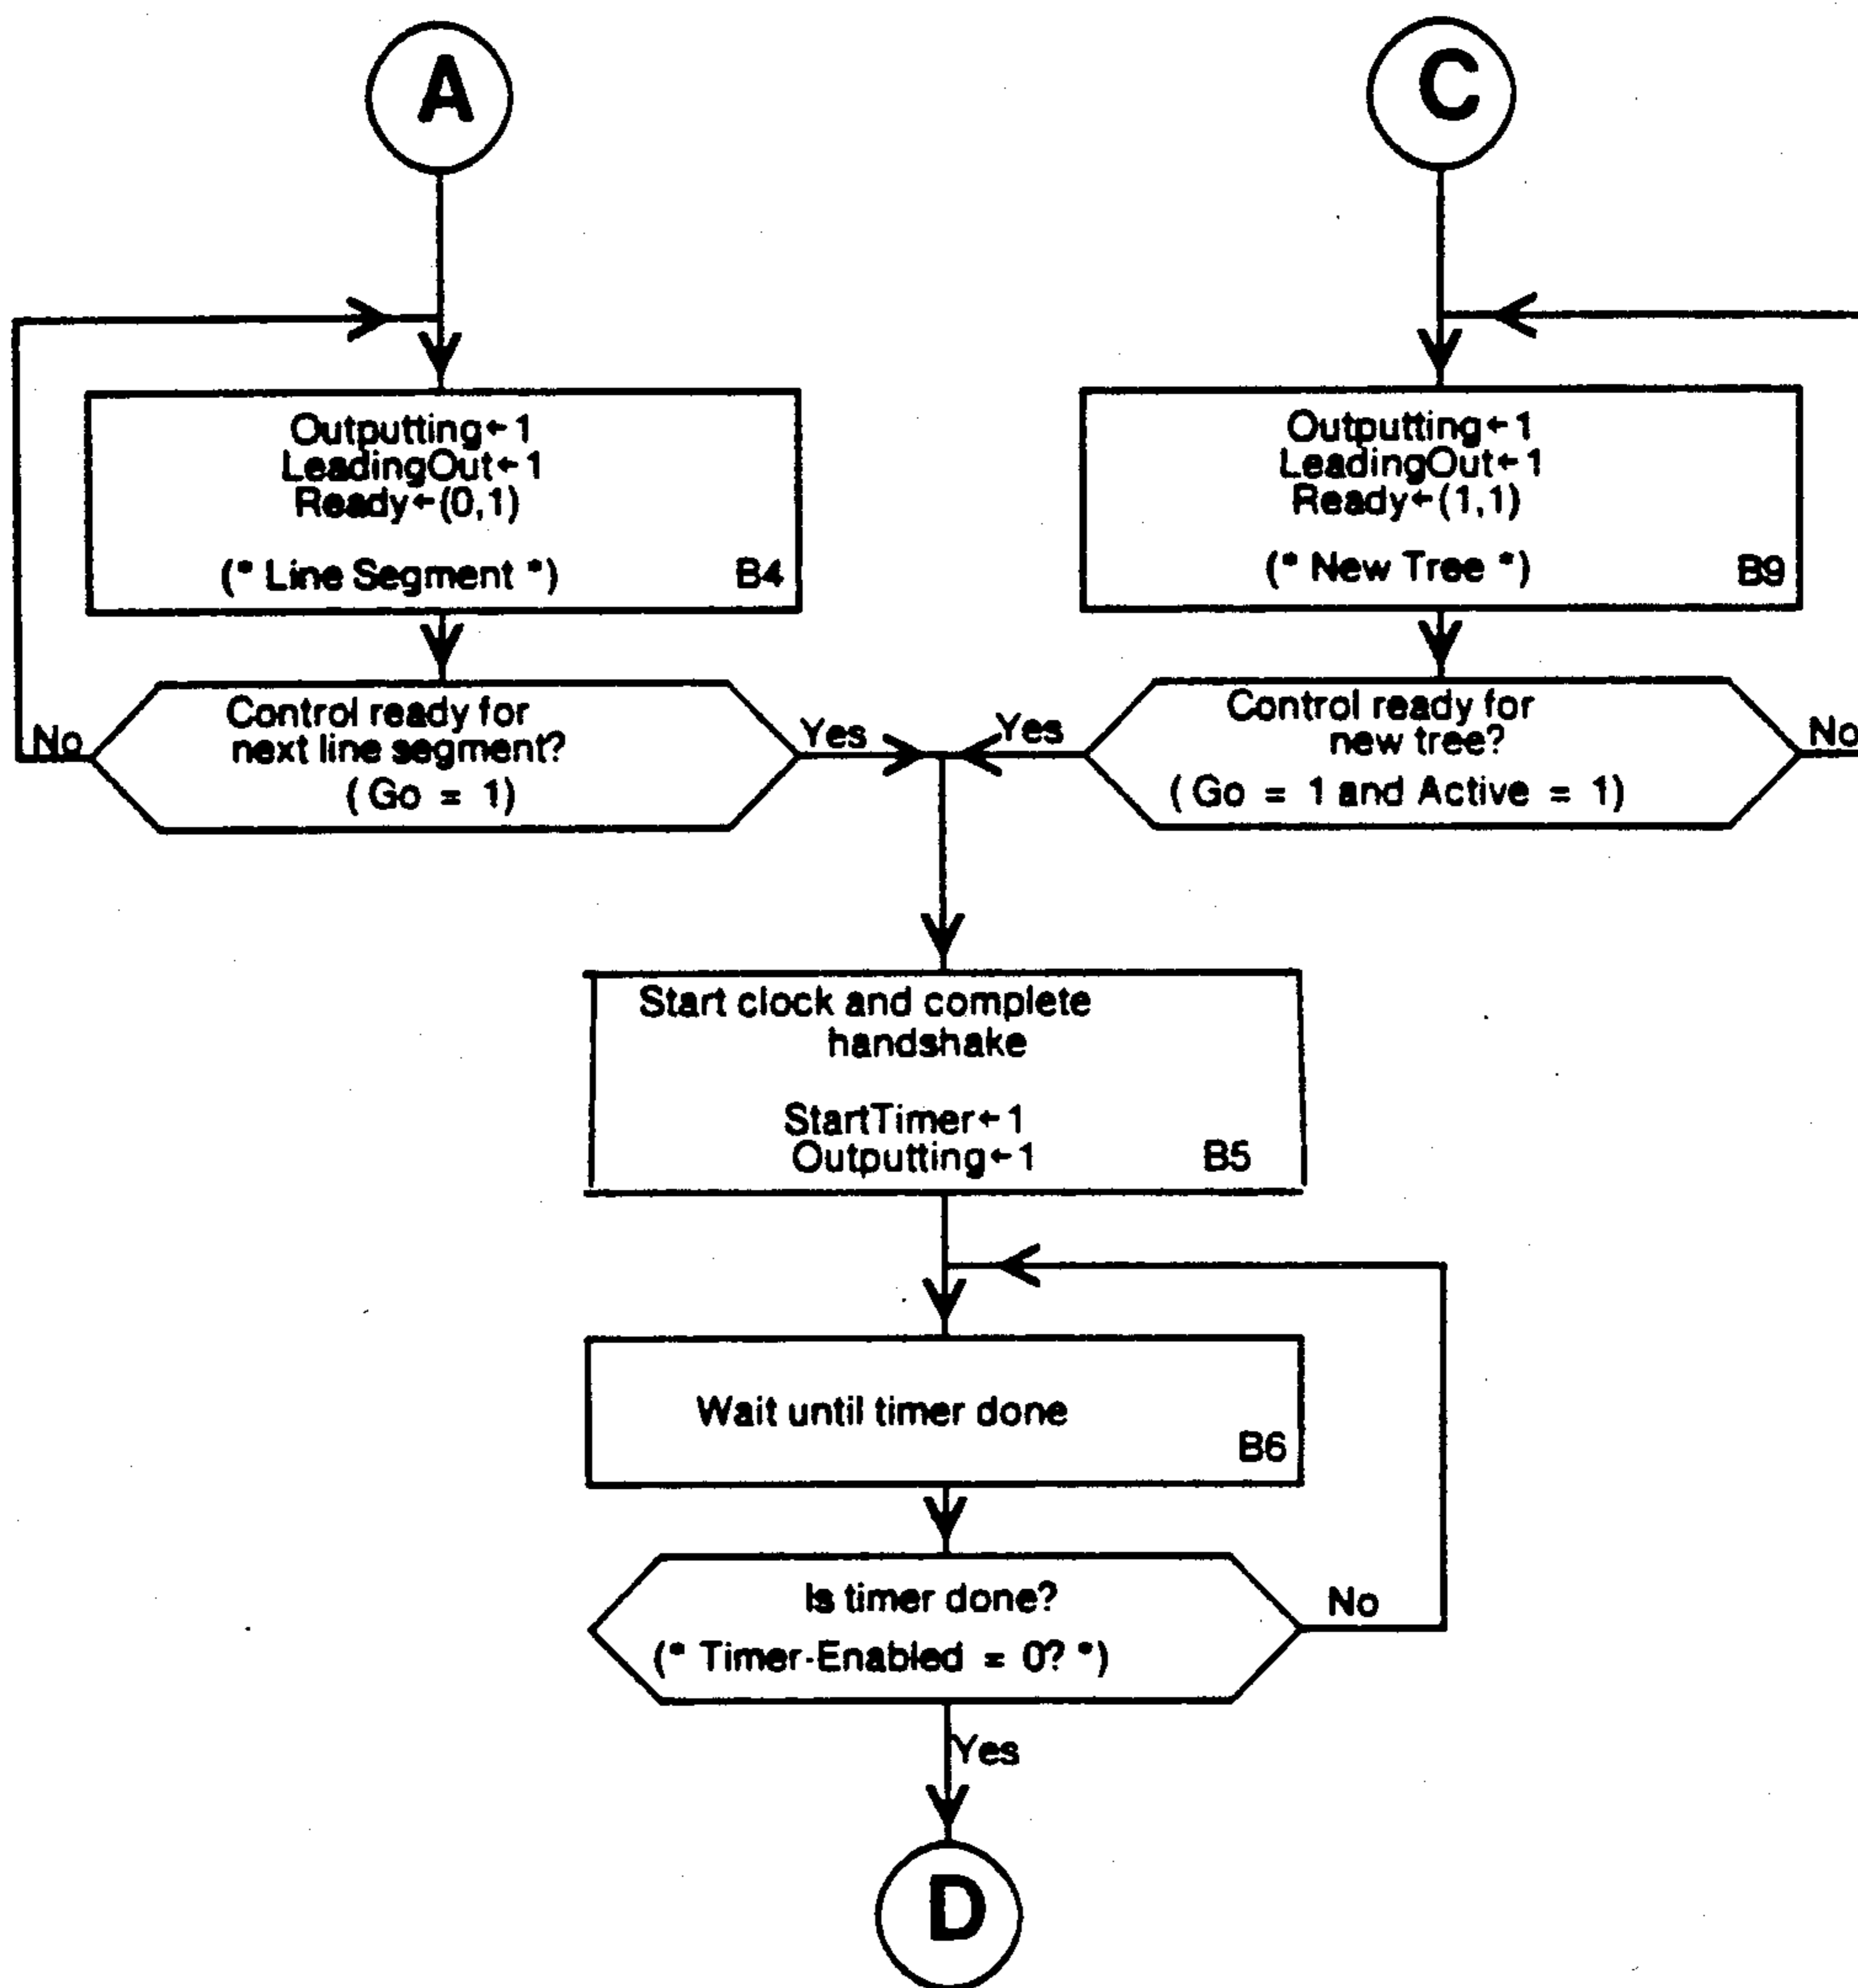 A
C
Outputting←1
LeadingOut←1
Ready←(0,1)
(* Line Segment *)
B4
Outputting←1
LeadingOut←1
Ready←(1,1)
(* New Tree *)
B9
No
Control ready for
next line segment?
( Go = 1)
Yes
Yes
Control ready for
new tree?
( Go = 1 and Active = 1)
No
Start clock and complete
handshake
StartTimer←1
Outputting←1
B5
Wait until timer done
B6
Is timer done?
(* Timer-Enabled = 0? *)
No
Yes
D